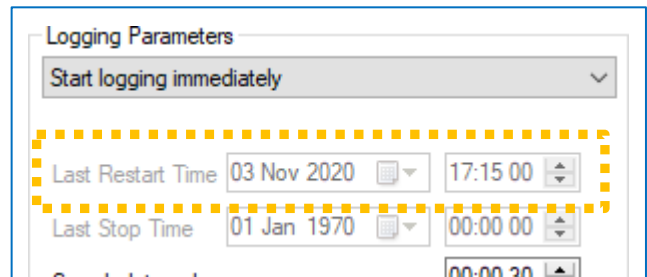 Logging Parameters
Start logging immediately
Last Restart Time 03 Nov 2020 17:15 00
Last Stop Time 01 Jan 1970 00:00 00
00:00 30